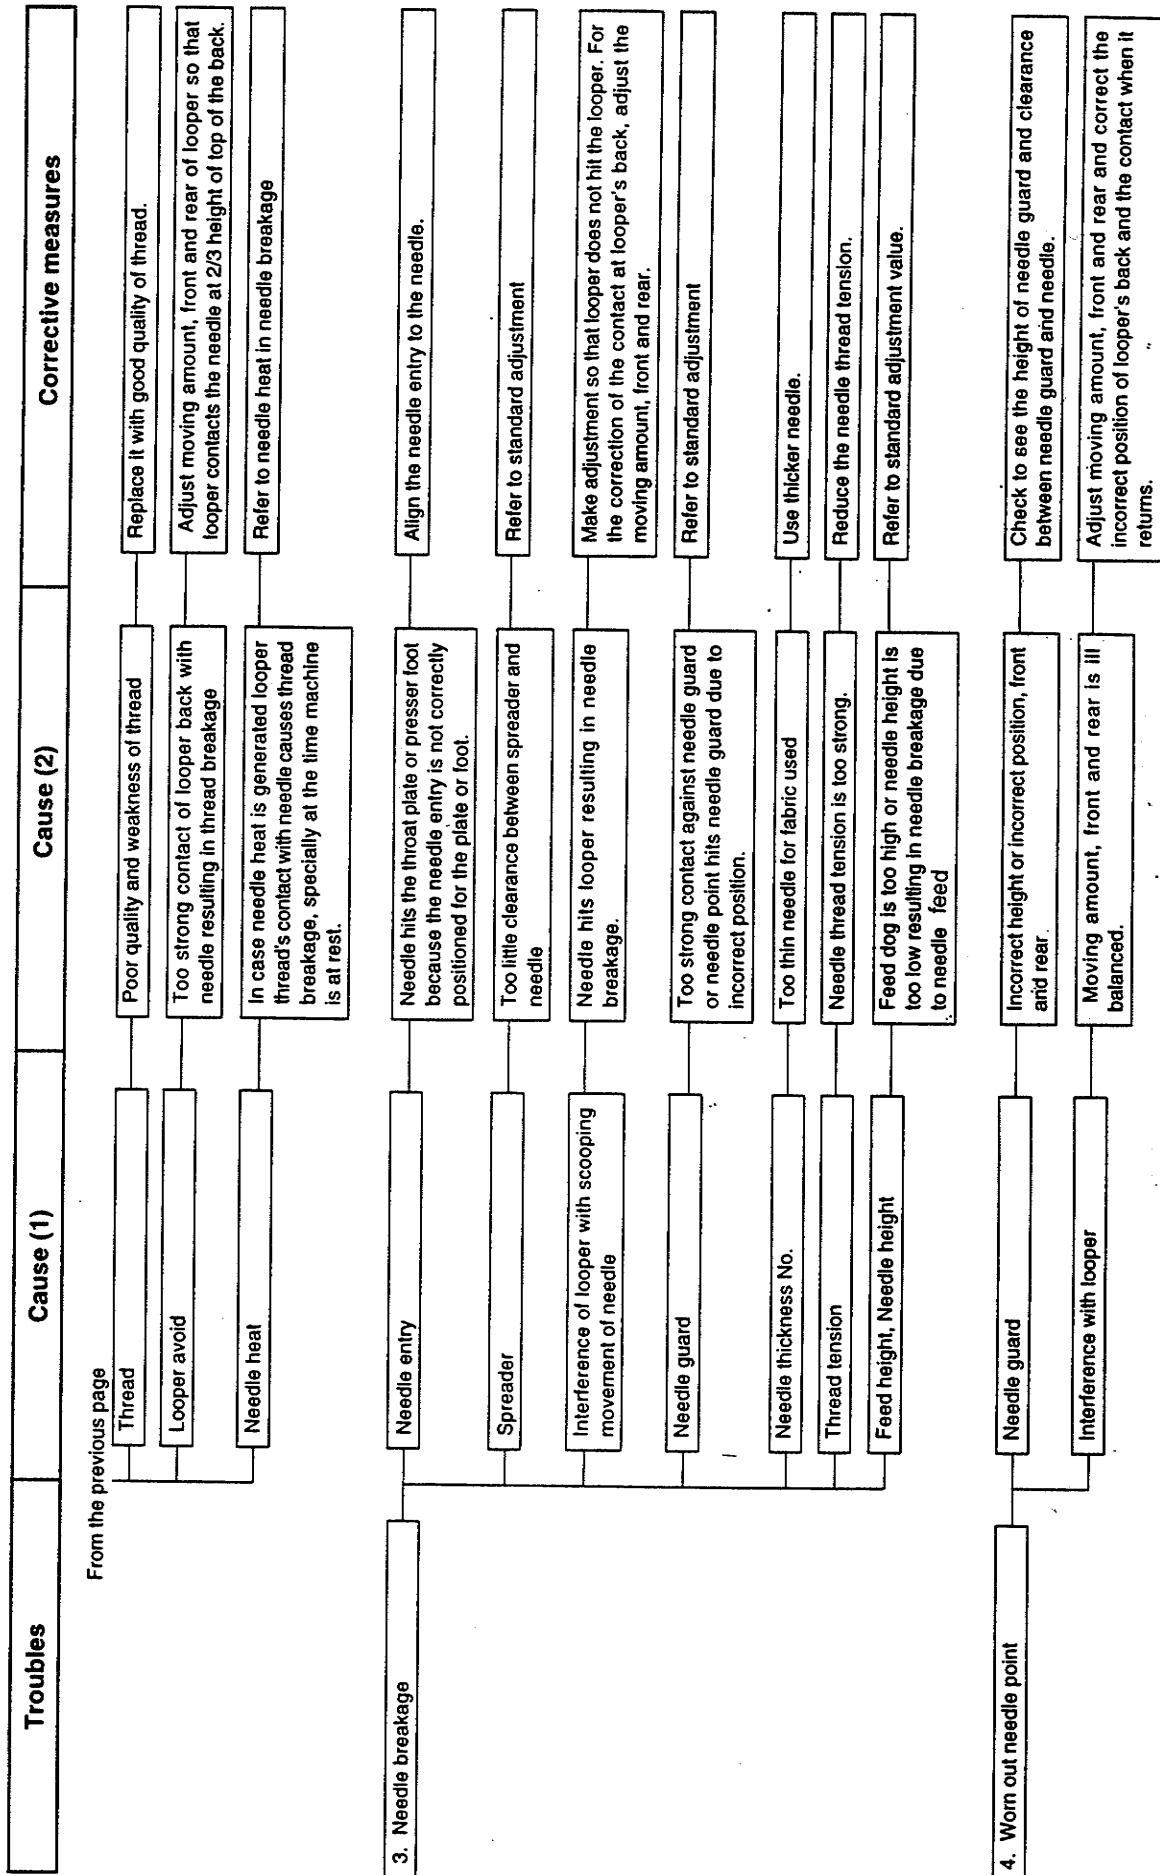 Troubles
Cause (1)
Cause (2)
Corrective measures
From the previous page
Thread
Poor quality and weakness of thread
Replace it with good quality of thread.
Looper avoid
Too strong contact of looper back with
needle resulting in thread breakage
Adjust moving amount, front and rear of looper so that
looper contacts the needle at 2/3 height of top of the back.
Needle heat
In case needle heat is generated looper
thread's contact with needle causes thread
breakage, specially at the time machine
is at rest.
Refer to needle heat in needle breakage
3. Needle breakage
Needle entry
Needle hits the throat plate or presser foot
because the needle entry is not correctly
positioned for the plate or foot.
Align the needle entry to the needle.
Spreader
Too little clearance between spreader and
needle
Refer to standard adjustment
Interference of looper with scooping
movement of needle
Needle hits looper resulting in needle
breakage.
Make adjustment so that looper does not hit the looper. For
the correction of the contact at looper's back, adjust the
moving amount, front and rear.
Needle guard
Too strong contact against needle guard
or needle point hits needle guard due to
incorrect position.
Refer to standard adjustment
Needle thickness No.
Too thin needle for fabric used
Use thicker needle.
Thread tension
Needle thread tension is too strong.
Reduce the needle thread tension.
Feed height, Needle height
Feed dog is too high or needle height is
too low resulting in needle breakage due
to needle feed
Refer to standard adjustment value.
4. Worn out needle point
Needle guard
Incorrect height or incorrect position, front
and rear.
Check to see the height of needle guard and clearance
between needle guard and needle.
Interference with looper
Moving amount, front and rear is ill
balanced.
Adjust moving amount, front and rear and correct the
incorrect position of looper's back and the contact when it
returns.